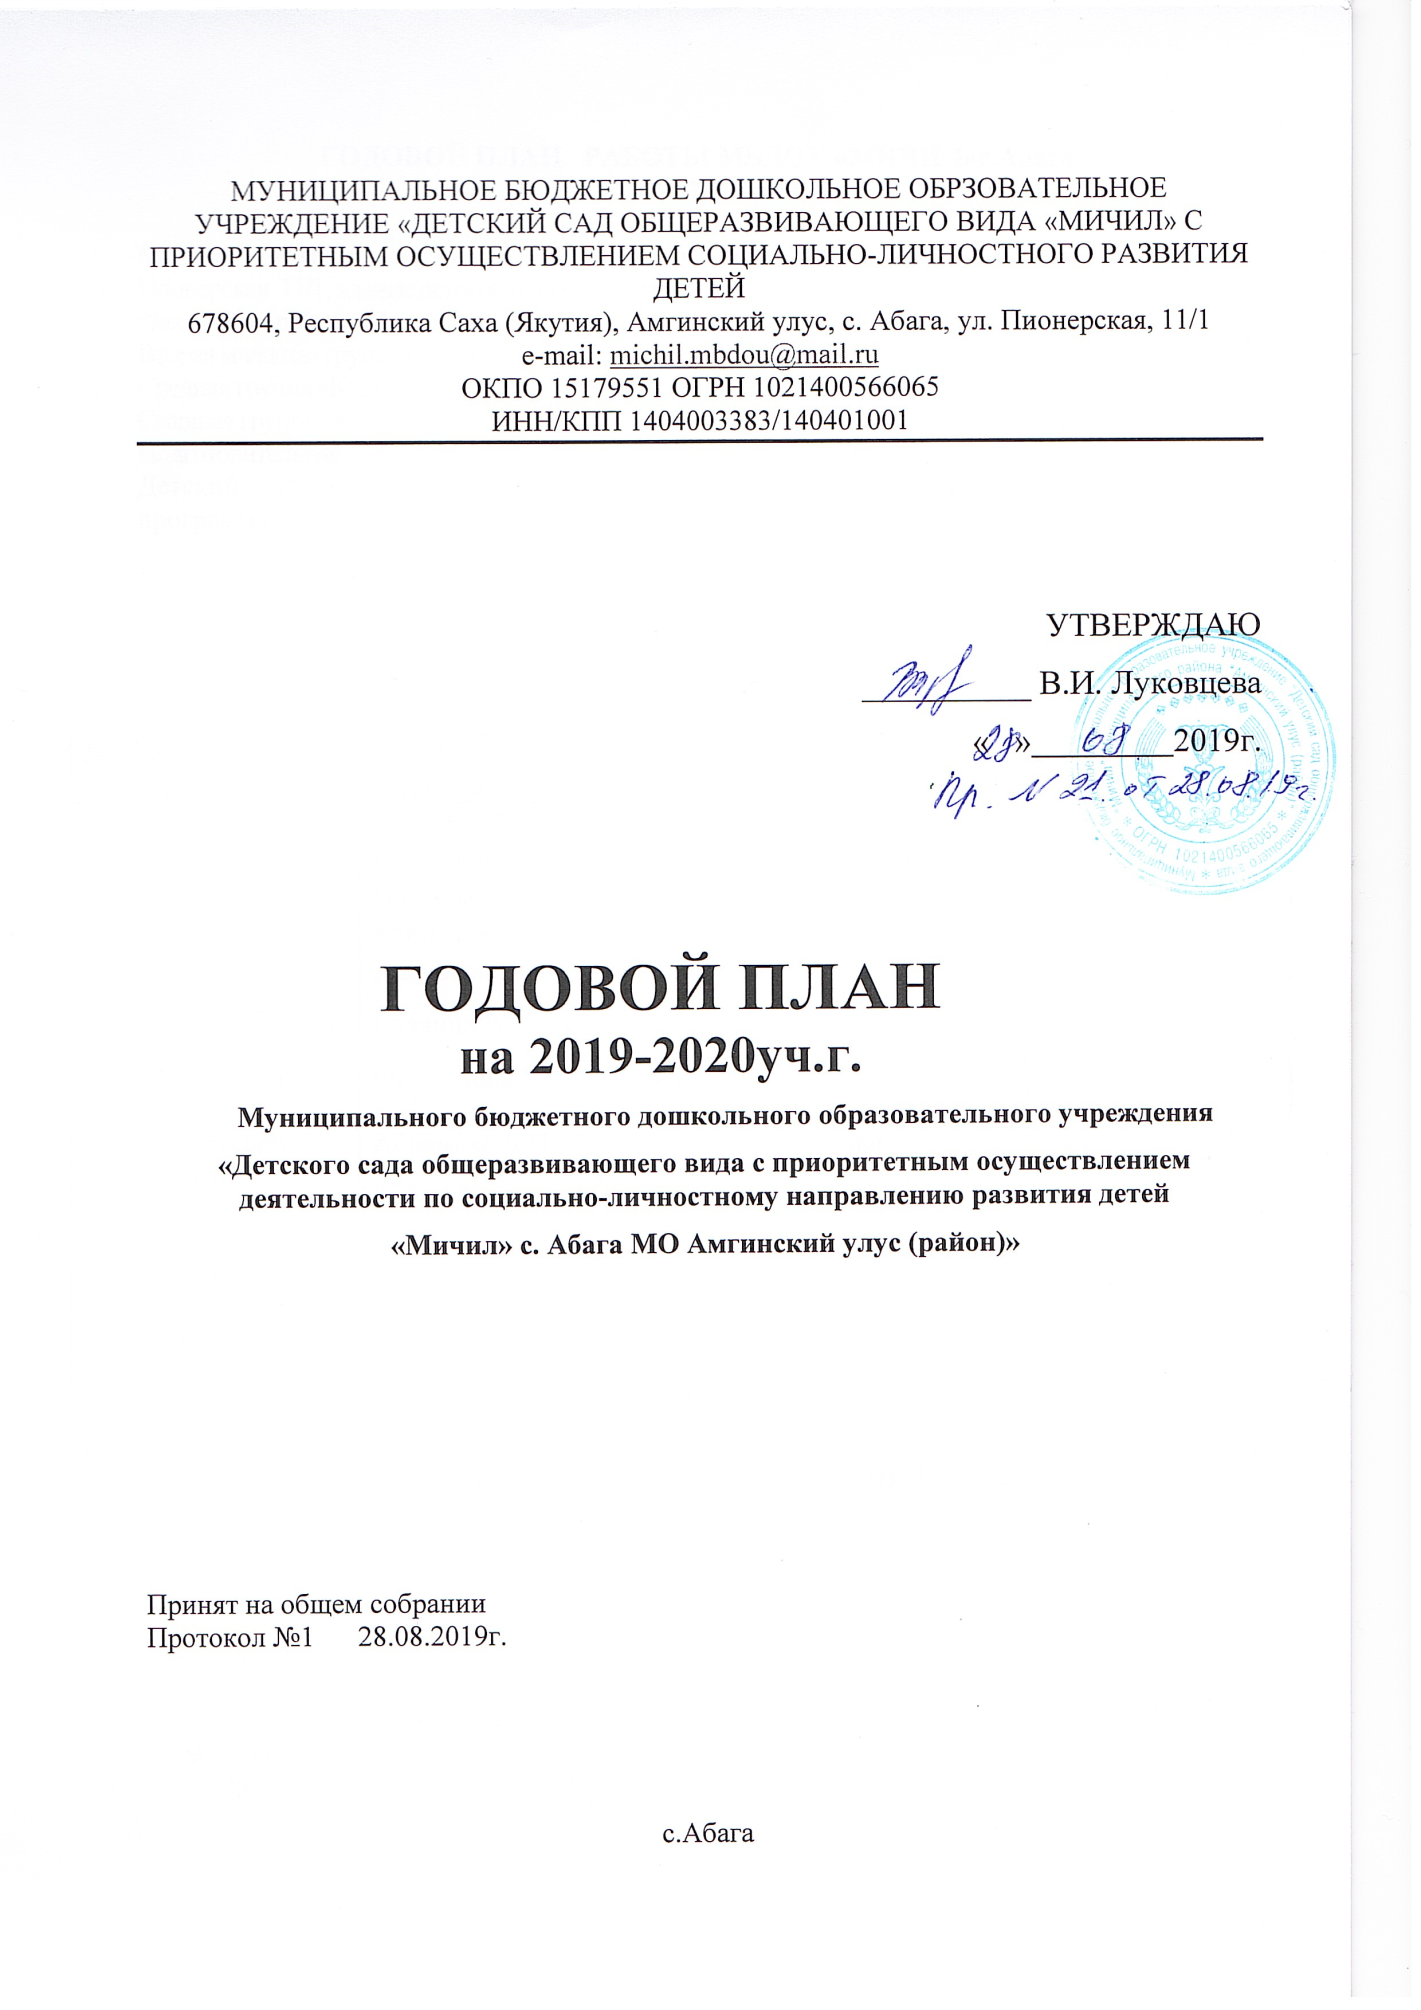 МУНИЦИПАЛЬНОЕ БЮДЖЕТНОЕ ДОШКОЛЬНОЕ ОБРЗОВАТЕЛЬНОЕ
УЧРЕЖДЕНИЕ «ДЕТСКИЙ САД ОБЩЕРАЗВИВАЮЩЕГО ВИДА «МИЧИЛ» С
ПРИОРИТЕТНЫМ ОСУЩЕСТВЛЕНИЕМ СОЦИАЛЬНО-ЛИЧНОСТНОГО РАЗВИТИЯ
ДЕТЕЙ
678604, Республика Саха (Якутия), Амгинский улус, с. Абага, ул. Пионерская, 11/1
e-mail: michil.mbdou@mail.ru
ОКПО 15179551 ОГРН 1021400566065
ИНН/КПП 1404003383/140401001
УТВЕРЖДАЮ
В.И. Луковцева
«28» 08 2019г.
Пр. N 21. от 28.08.19г.
ОГРН 1021400566065
ГОДОВОЙ ПЛАН
на 2019-2020уч.г.
Муниципального бюджетного дошкольного образовательного учреждения
«Детского сада общеразвивающего вида с приоритетным осуществлением
деятельности по социально-личностному направлению развития детей
«Мичил» с. Абага МО Амгинский улус (район)»
Принят на общем собрании
Протокол №1 28.08.2019г.
с.Абага